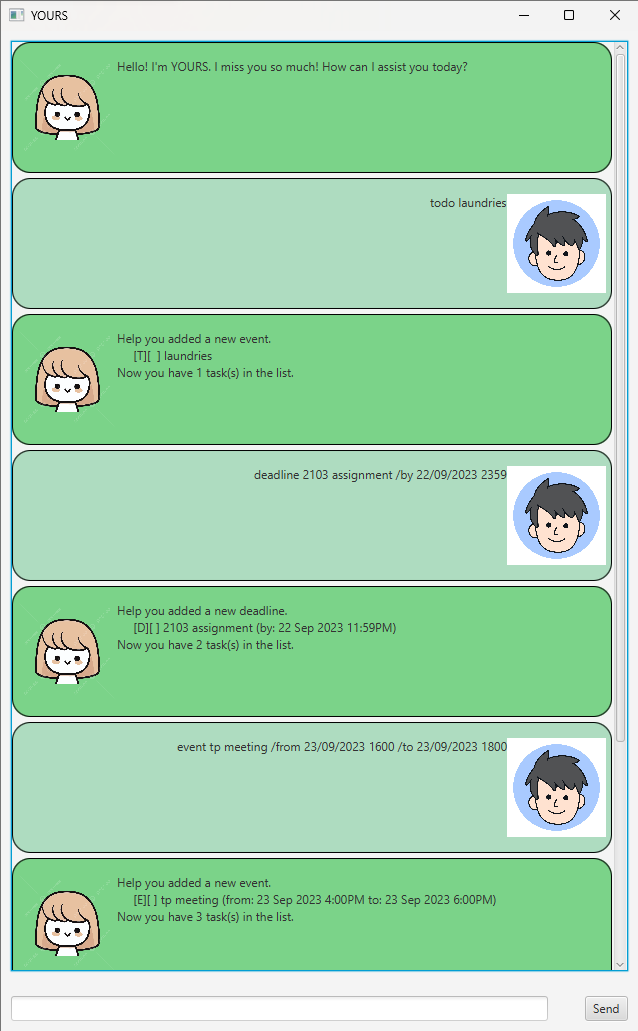 YOURS
Hello! I'm YOURS. I miss you so much! How can I assist you today?
todo laundries
Help you added a new event.
[T][ ] laundries
Now you have 1 task(s) in the list.
deadline 2103 assignment /by 22/09/2023 2359
Help you added a new deadline.
[D][ ] 2103 assignment (by: 22 Sep 2023 11:59PM)
Now you have 2 task(s) in the list.
event tp meeting /from 23/09/2023 1600 /to 23/09/2023 1800
Help you added a new event.
[E][ ] tp meeting (from: 23 Sep 2023 4:00PM to: 23 Sep 2023 6:00PM)
Now you have 3 task(s) in the list.
Send